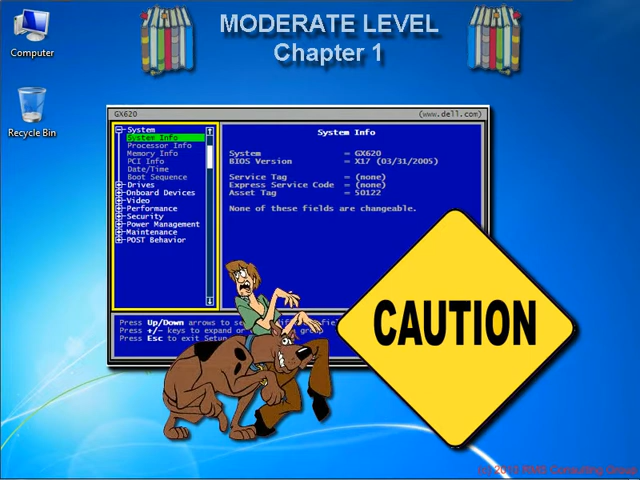 MODERATE LEVEL
Chapter 1
Computer
Recycle Bin
GX620 (www.dell.com)
System
System Info
Processor Info
Memory Info
PCI Info
Date/Time
Boot Sequence
Drives
Onboard Devices
Video
Performance
Security
Power Management
Maintenance
POST Behavior
System Info
System = GX620
BIOS Version = X17 (03/31/2005)
Service Tag = (none)
Express Service Code = (none)
Asset Tag = 50122
None of these fields are changeable.
Press Up/Down arrows to se
Press +/- keys to expand or
Press Esc to exit Setup
CAUTION
(c) 2010 RMS Consulting Group